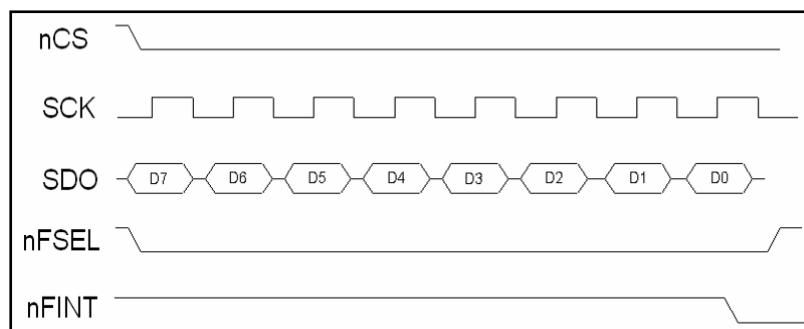 nCS
SCK
SDO D7 D6 D5 D4 D3 D2 D1 D0
nFSEL
nFINT